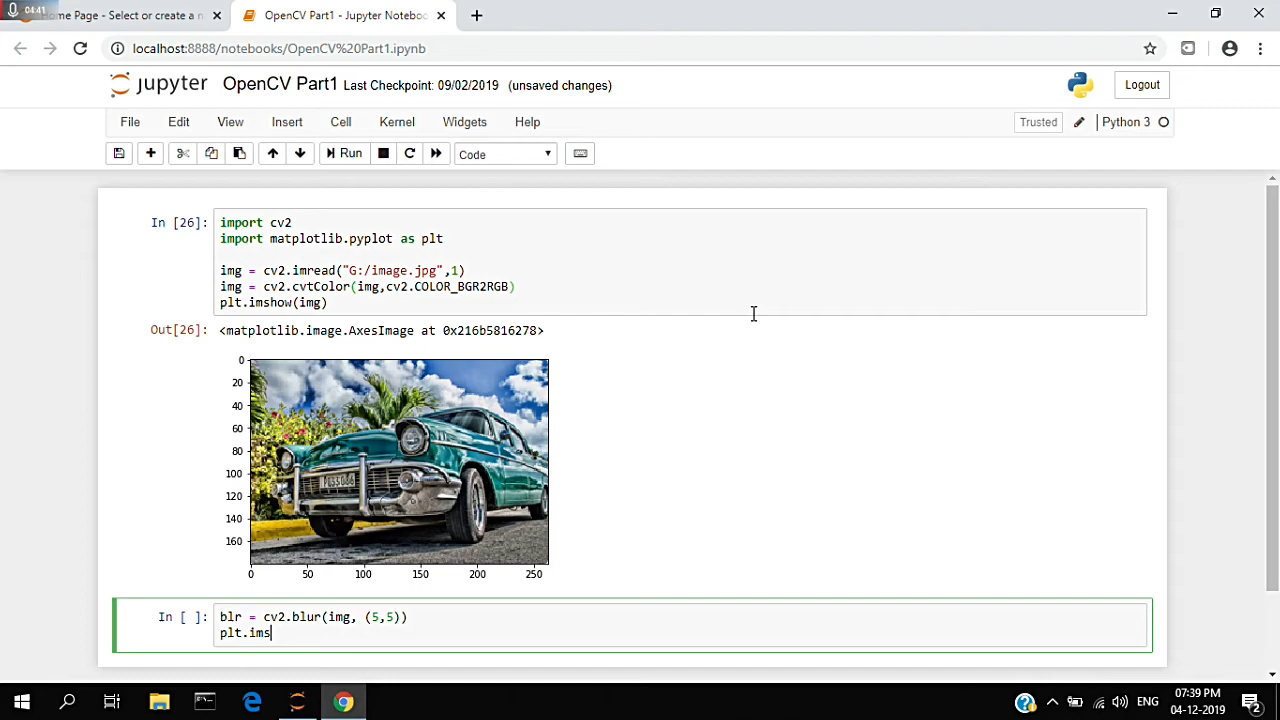 04:41
Home Page - Select or create a n
OpenCV Part1 - Jupyter Noteboo
localhost:8888/notebooks/OpenCV%20Part1.ipynb
jupyter OpenCV Part1 Last Checkpoint: 09/02/2019 (unsaved changes)
Logout
File Edit View Insert Cell Kernel Widgets Help
Trusted
Python 3
Run
Code
In [26]:
import cv2
import matplotlib.pyplot as plt
img = cv2.imread("G:/image.jpg",1)
img = cv2.cvtColor(img,cv2.COLOR_BGR2RGB)
plt.imshow(img)
Out[26]: <matplotlib.image.AxesImage at 0x216b5816278>
0
20
40
60
80
100
120
140
160
0 50 100 150 200 250
In [ ]:
blr = cv2.blur(img, (5,5))
plt.ims
ENG
07:39 PM
04-12-2019
2